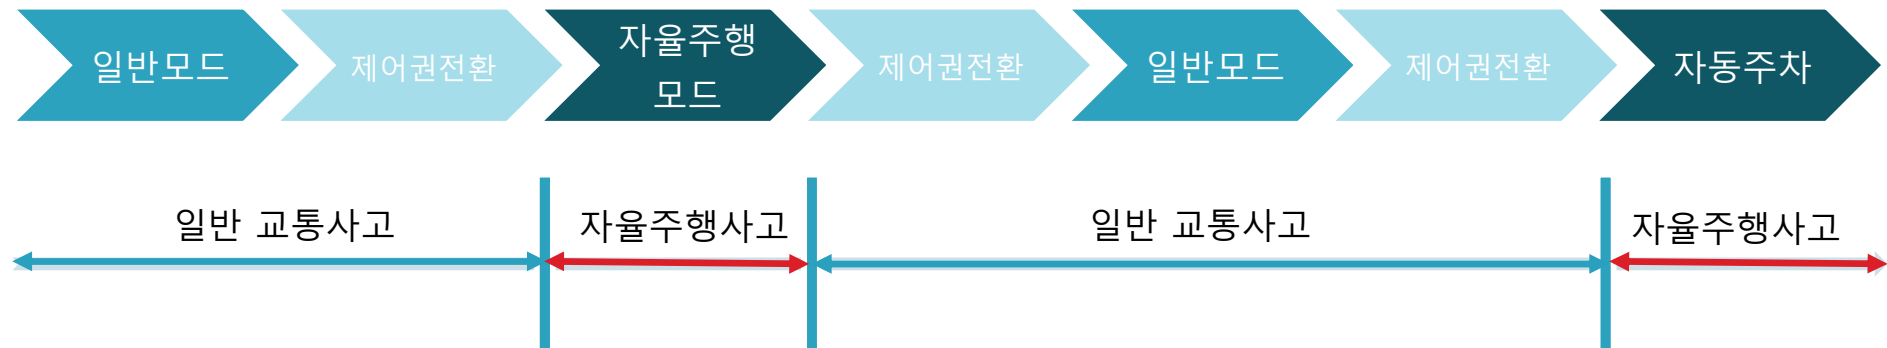 일반모드
제어권전환
자율주행
모드
제어권전환
일반모드
제어권전환
자동주차
일반 교통사고
자율주행사고
일반 교통사고
자율주행사고